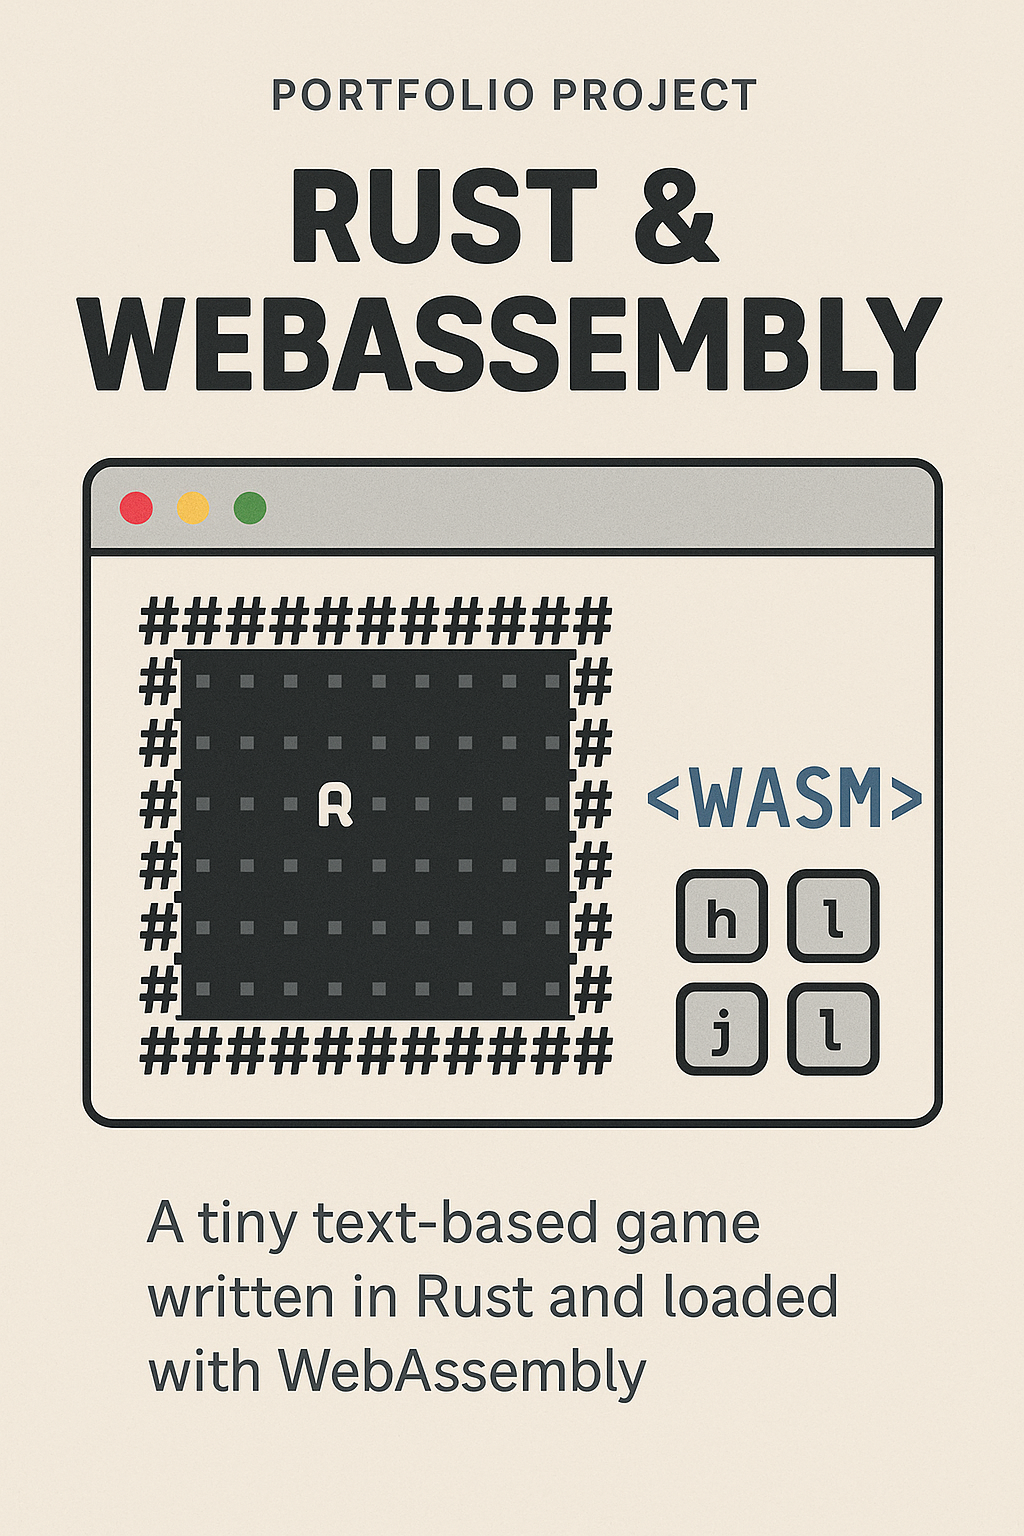 PORTFOLIO PROJECT
RUST &
WEBASSEMBLY
###########
# #
# #
# R #
# #
# #
# #
###########
<WASM>
h l
j l
A tiny text-based game
written in Rust and loaded
with WebAssembly